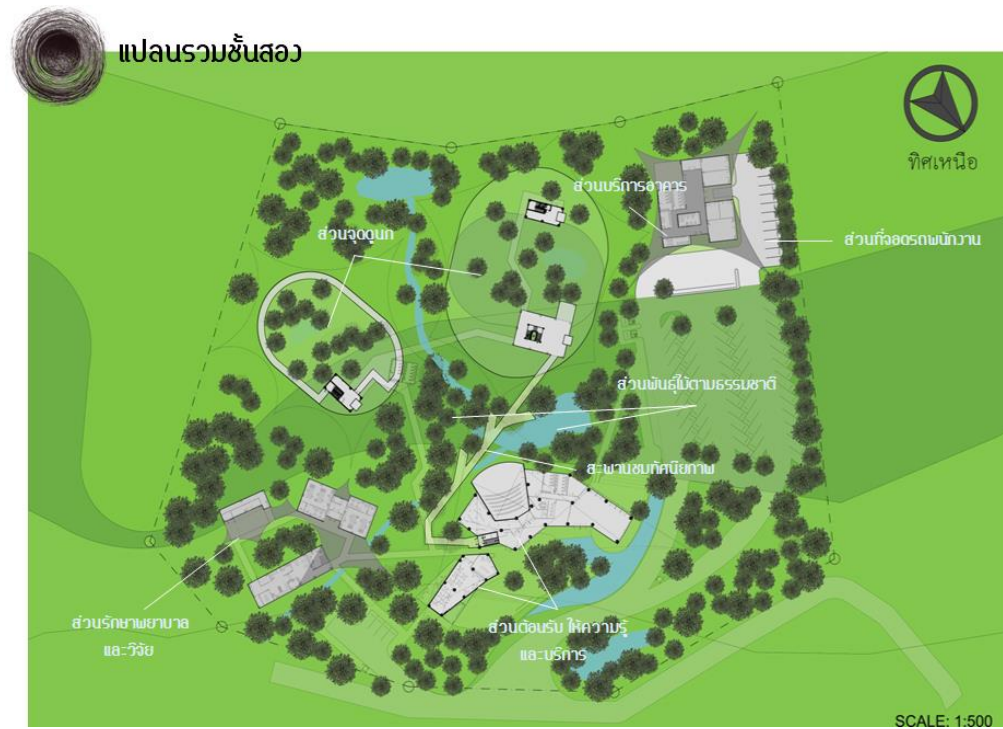 แปลนรวมชั้นสอง
ทิศเหนือ
ส่วนบริการอาคาร
ส่วนจุดดูนก
ส่วนที่จอดรถพนักงาน
ส่วนพันธุ์ไม้ตามธรรมชาติ
สะพานชมทัศนียภาพ
ส่วนรักษาพยาบาล
และวิจัย
ส่วนต้อนรับ ให้ความรู้
และบริการ
SCALE: 1:500